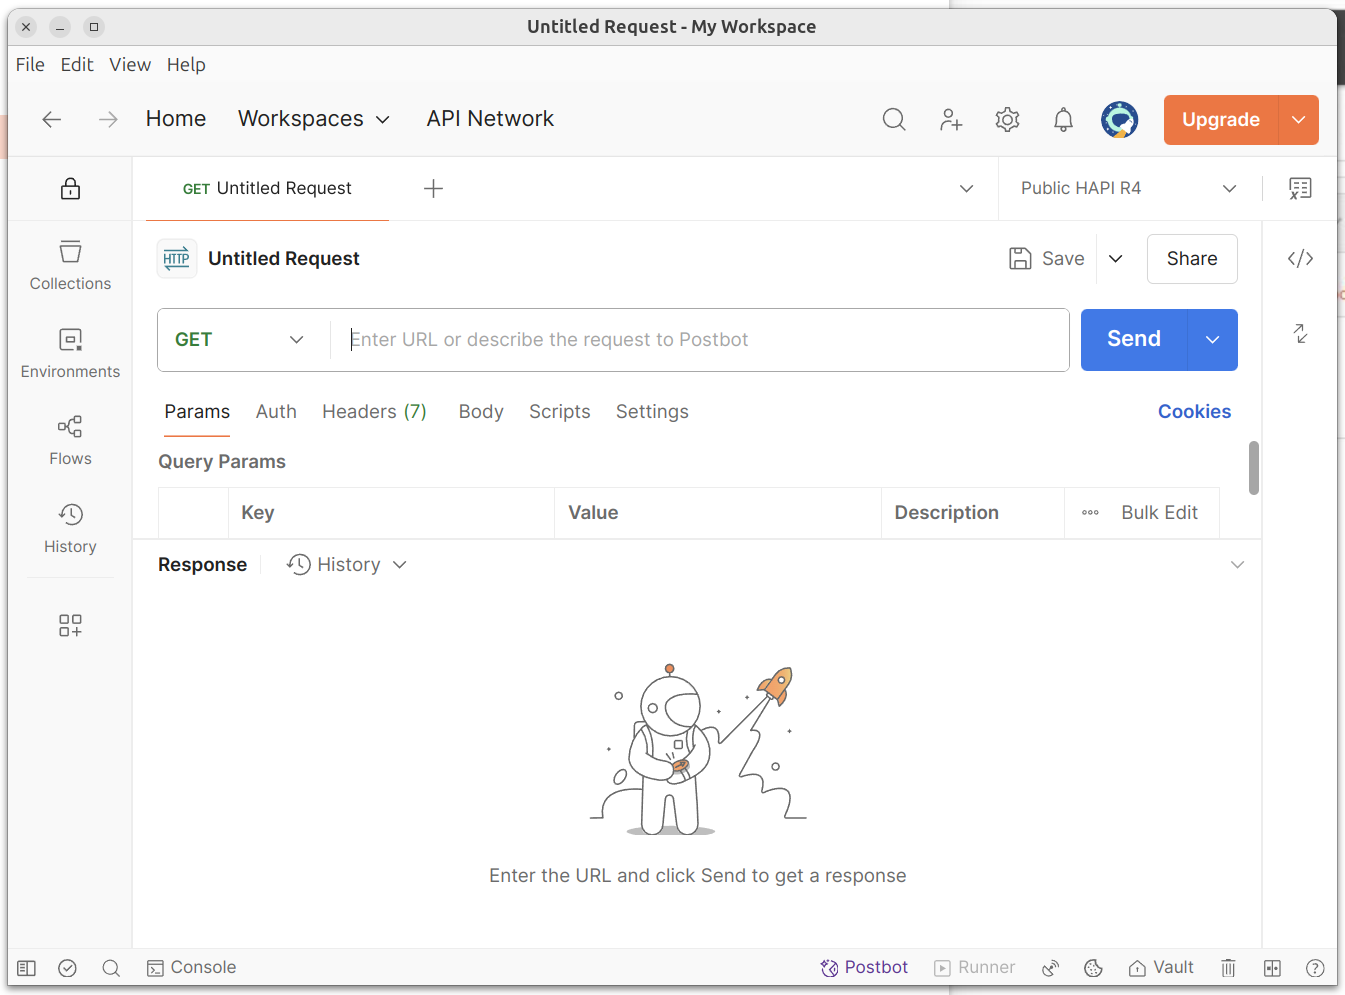 Untitled Request - My Workspace
File Edit View Help
Home Workspaces API Network Upgrade
GET Untitled Request Public HAPI R4
HTTP Untitled Request Save Share
GET Enter URL or describe the request to Postbot Send
Params Auth Headers (7) Body Scripts Settings Cookies
Query Params
Key Value Description Bulk Edit
Response History
Enter the URL and click Send to get a response
Collections
Environments
Flows
History
Console Postbot Runner Vault